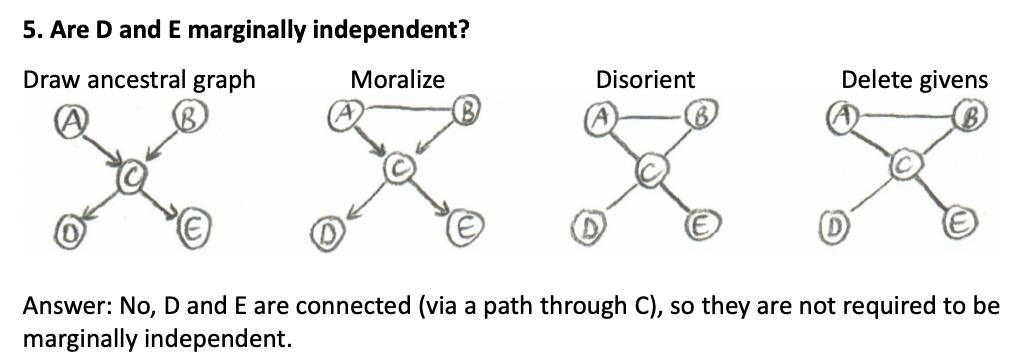 5. Are D and E marginally independent?
Draw ancestral graph Moralize Disorient Delete givens
A B A B A B A B
C C C C
D E D E D E D E
Answer: No, D and E are connected (via a path through C), so they are not required to be
marginally independent.